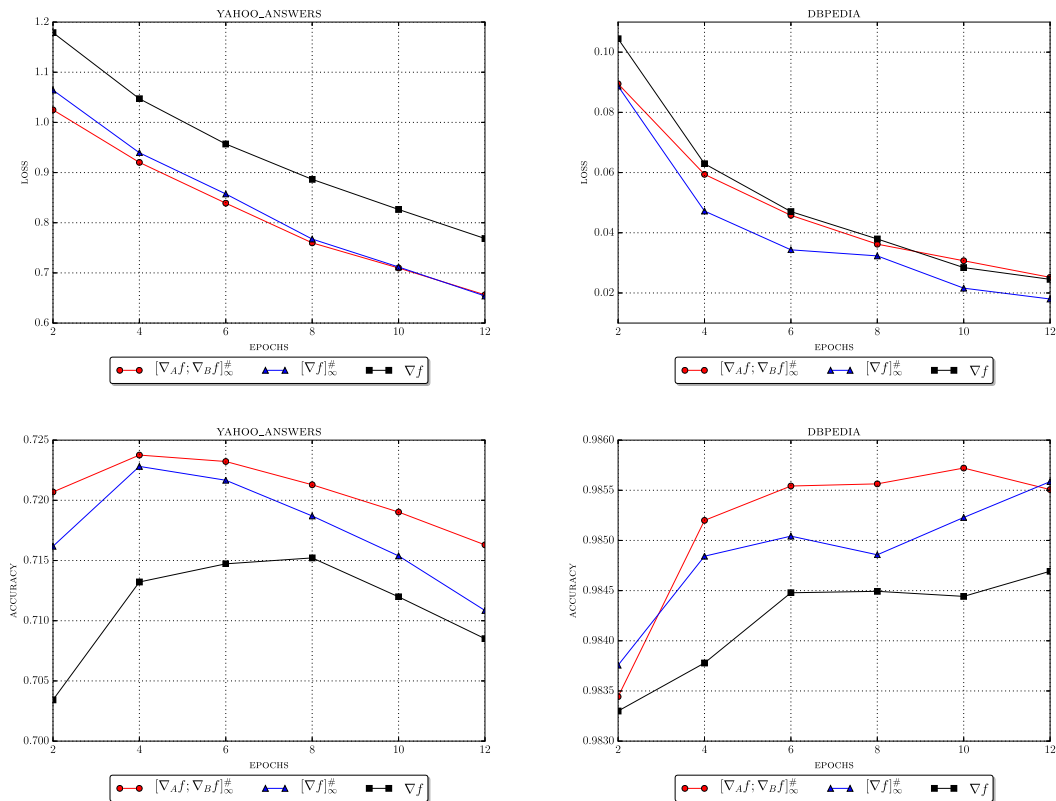 YAHOO_ANSWERS
1.2
1.1
1.0
0.9
0.8
0.7
0.6
LOSS
2 4 6 8 10 12
EPOCHS
[∇_A f; ∇_B f]^#_∞ [∇f]^#_∞ ∇f
DBPEDIA
0.10
0.08
0.06
0.04
0.02
LOSS
2 4 6 8 10 12
EPOCHS
[∇_A f; ∇_B f]^#_∞ [∇f]^#_∞ ∇f
YAHOO_ANSWERS
0.725
0.720
0.715
0.710
0.705
0.700
ACCURACY
2 4 6 8 10 12
EPOCHS
[∇_A f; ∇_B f]^#_∞ [∇f]^#_∞ ∇f
DBPEDIA
0.9860
0.9855
0.9850
0.9845
0.9840
0.9835
0.9830
ACCURACY
2 4 6 8 10 12
EPOCHS
[∇_A f; ∇_B f]^#_∞ [∇f]^#_∞ ∇f